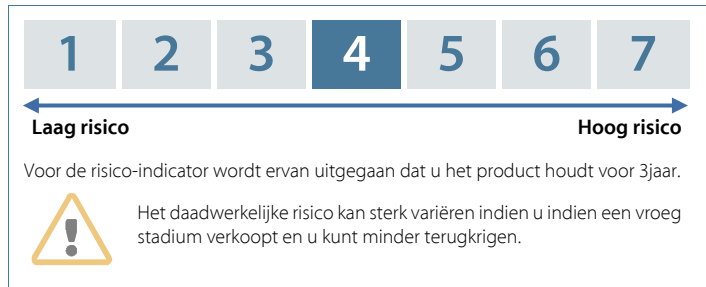 1 2 3 4 5 6 7
Laag risico Hoog risico
Voor de risico-indicator wordt ervan uitgegaan dat u het product houdt voor 3jaar.
Het daadwerkelijke risico kan sterk variëren indien u indien een vroeg
stadium verkoopt en u kunt minder terugkrigen.